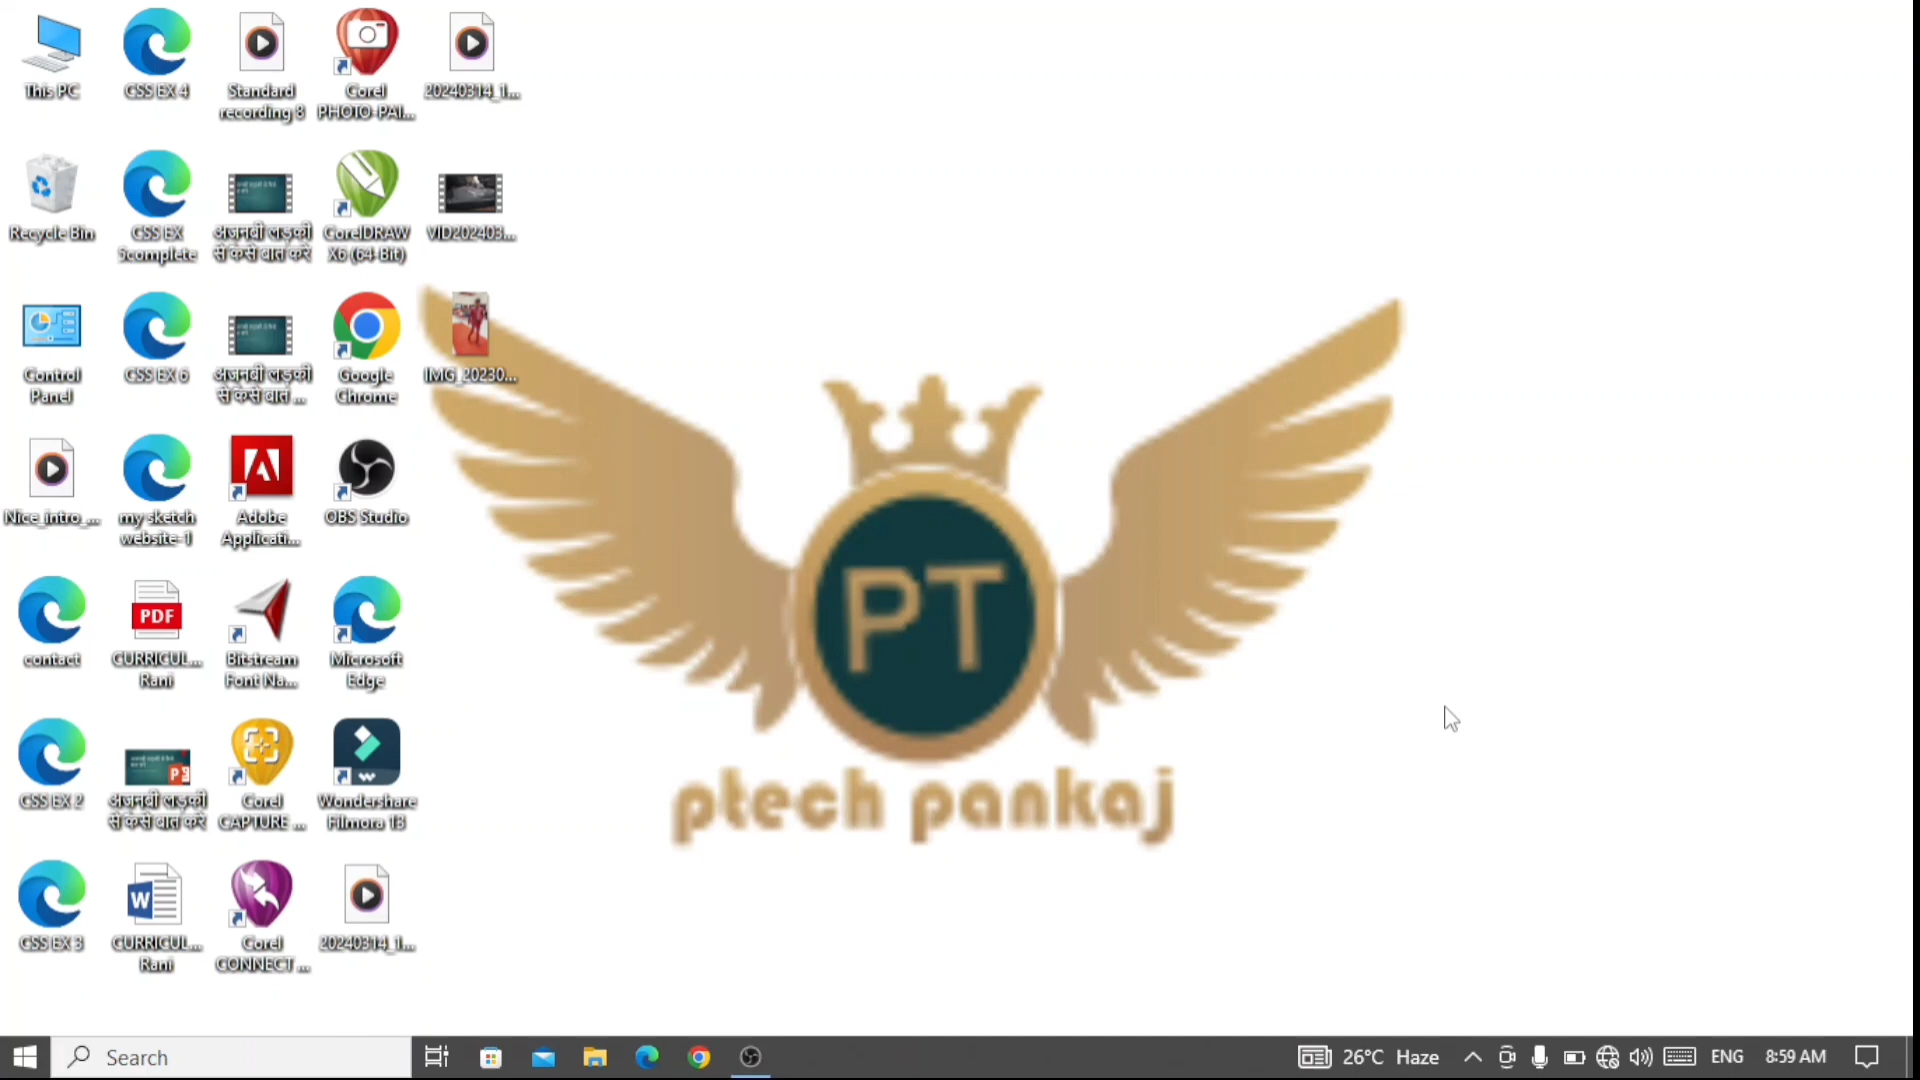 This PC
CSS EX 4
Standard
recording 8
Corel
PHOTO-PAI...
20240314_1...
Recycle Bin
CSS EX
5complete
अजनबी लड़की
से कैसे बात करे
CorelDRAW
X6 (64-Bit)
VID202403...
Control
Panel
CSS EX 6
अजनबी लड़की
से कैसे बात ...
Google
Chrome
IMG_20230...
Nice_intro_...
my sketch
website-1
Adobe
Applicati...
OBS Studio
contact
PDF
CURRICUL...
Rani
Bitstream
Font Na...
Microsoft
Edge
CSS EX 2
अजनबी लड़की
से कैसे बात करे
Corel
CAPTURE ...
Wondershare
Filmora 13
CSS EX 3
CURRICUL...
Rani
Corel
CONNECT ...
20240314_1...
PT
ptech pankaj
Search
26°C Haze
ENG
8:59 AM